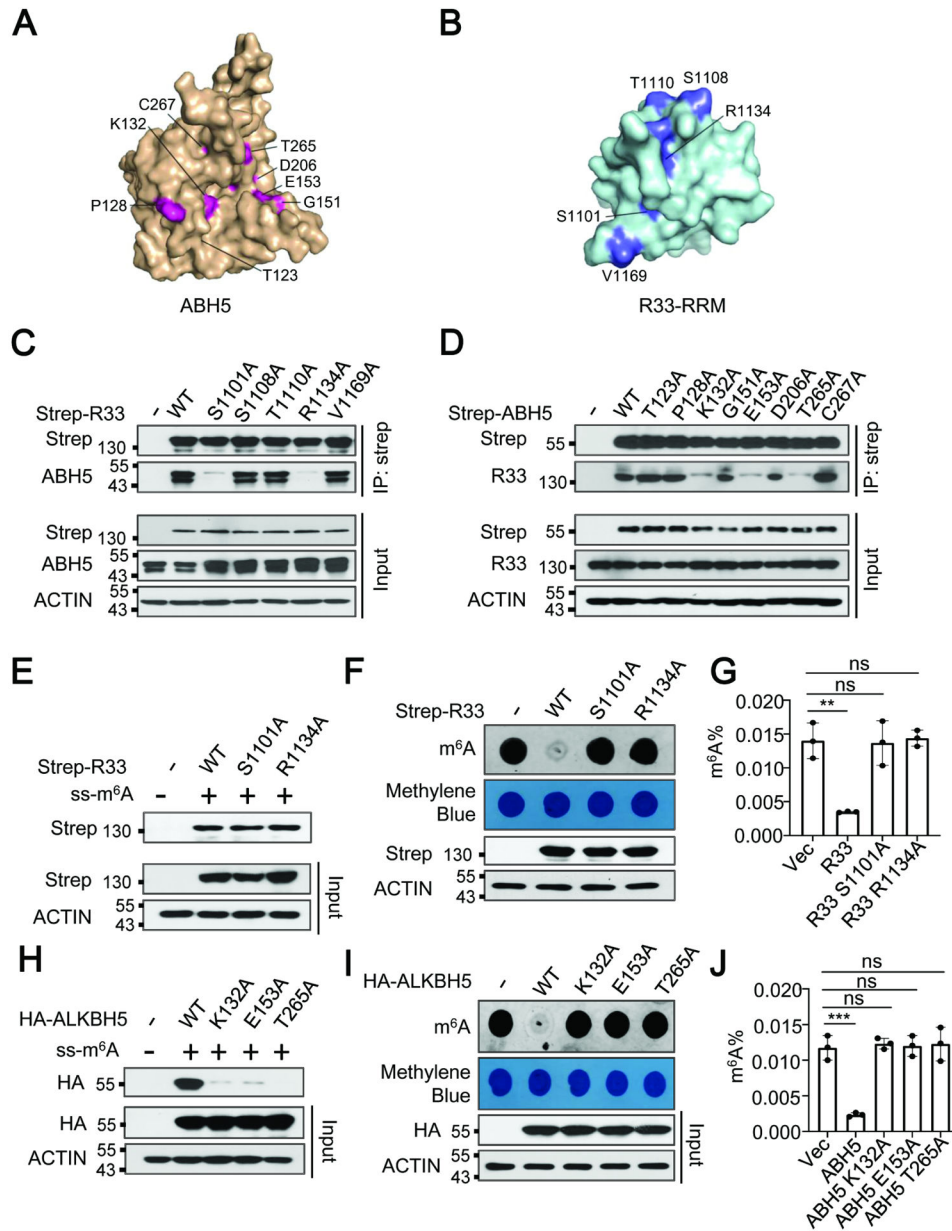 A
C267
K132
P128
T265
D206
E153
G151
T123
ABH5
B
T1110
S1108
R1134
S1101
V1169
R33-RRM
C
Strep-R33
- WT S1101A S1108A T1110A R1134A V1169A
Strep 130
ABH5 55 43
IP: strep
Strep 130
ABH5 55 43
ACTIN 55 43
Input
D
Strep-ABH5
- WT T123A P128A K132A G151A E153A D206A T265A C267A
Strep 55
R33 130
IP: strep
Strep 55
R33 130
ACTIN 55 43
Input
E
Strep-R33 - WT S1101A R1134A
ss-m⁶A - + + +
Strep 130
Strep 130
ACTIN 55 43
Input
F
Strep-R33 - WT S1101A R1134A
m⁶A
Methylene
Blue
Strep 130
ACTIN 55 43
G
ns
ns
**
m⁶A%
0.020
0.015
0.010
0.005
0.000
Vec
R33
R33 S1101A
R33 R1134A
H
HA-ALKBH5 - WT K132A E153A T265A
ss-m⁶A - + + + +
HA 55
HA 55
ACTIN 55 43
Input
I
HA-ALKBH5 - WT K132A E153A T265A
m⁶A
Methylene
Blue
HA 55
ACTIN 55 43
J
ns
ns
ns
***
m⁶A%
0.020
0.015
0.010
0.005
0.000
Vec
ABH5
ABH5 K132A
ABH5 E153A
ABH5 T265A